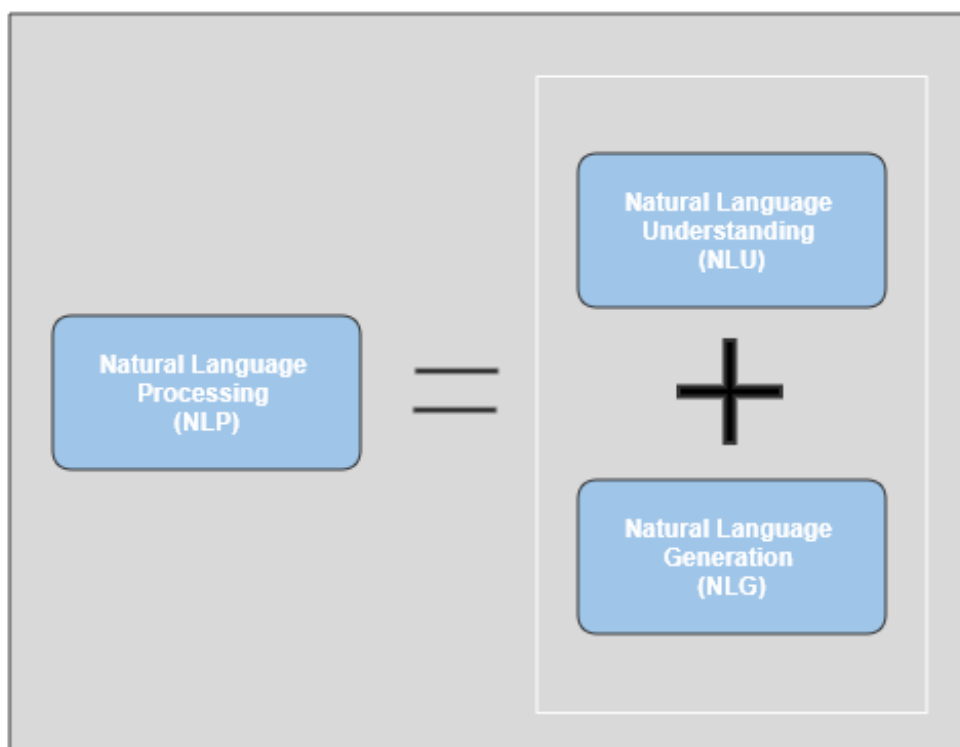 Natural Language
Processing
(NLP)
=
Natural Language
Understanding
(NLU)
+
Natural Language
Generation
(NLG)